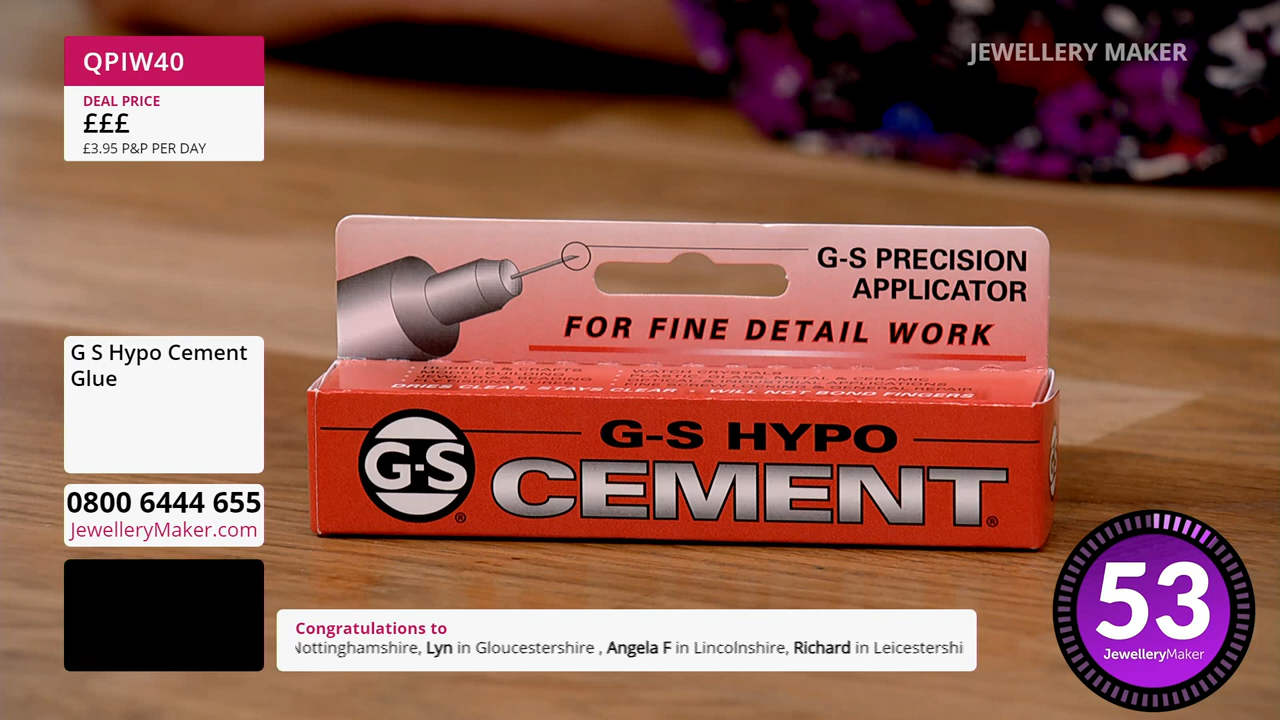 QPIW40
DEAL PRICE
£££
£3.95 P&P PER DAY
JEWELLERY MAKER
G-S PRECISION
APPLICATOR
FOR FINE DETAIL WORK
DRIES CLEAR, STAYS CLEAR • WILL NOT BOND FINGERS
G-S HYPO
CEMENT®
G-S®
G S Hypo Cement
Glue
0800 6444 655
JewelleryMaker.com
Congratulations to
Nottinghamshire, Lyn in Gloucestershire , Angela F in Lincolnshire, Richard in Leicestershi
53
JewelleryMaker